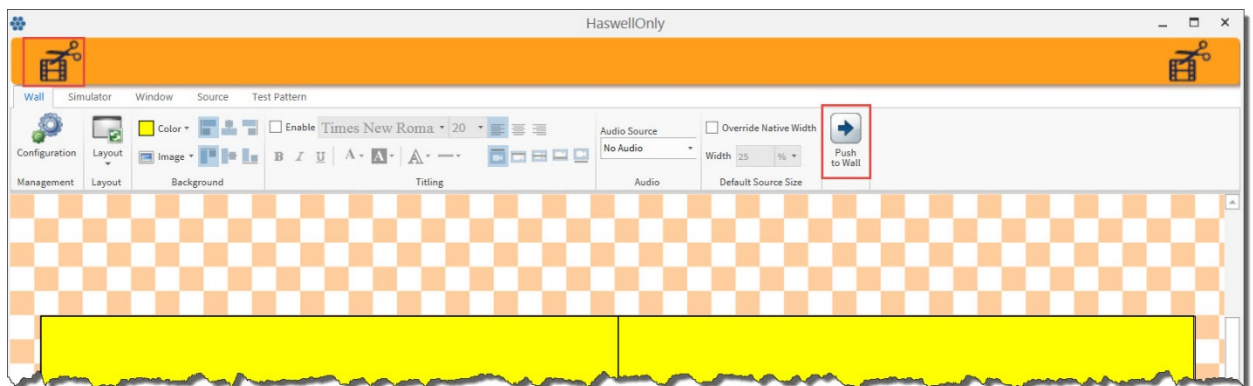 HaswellOnly
Wall Simulator Window Source Test Pattern
Color Enable Times New Roma 20 Audio Source Override Native Width
Configuration Layout Image B I U A A A No Audio Width 25 % Push
to Wall
Management Layout Background Titling Audio Default Source Size